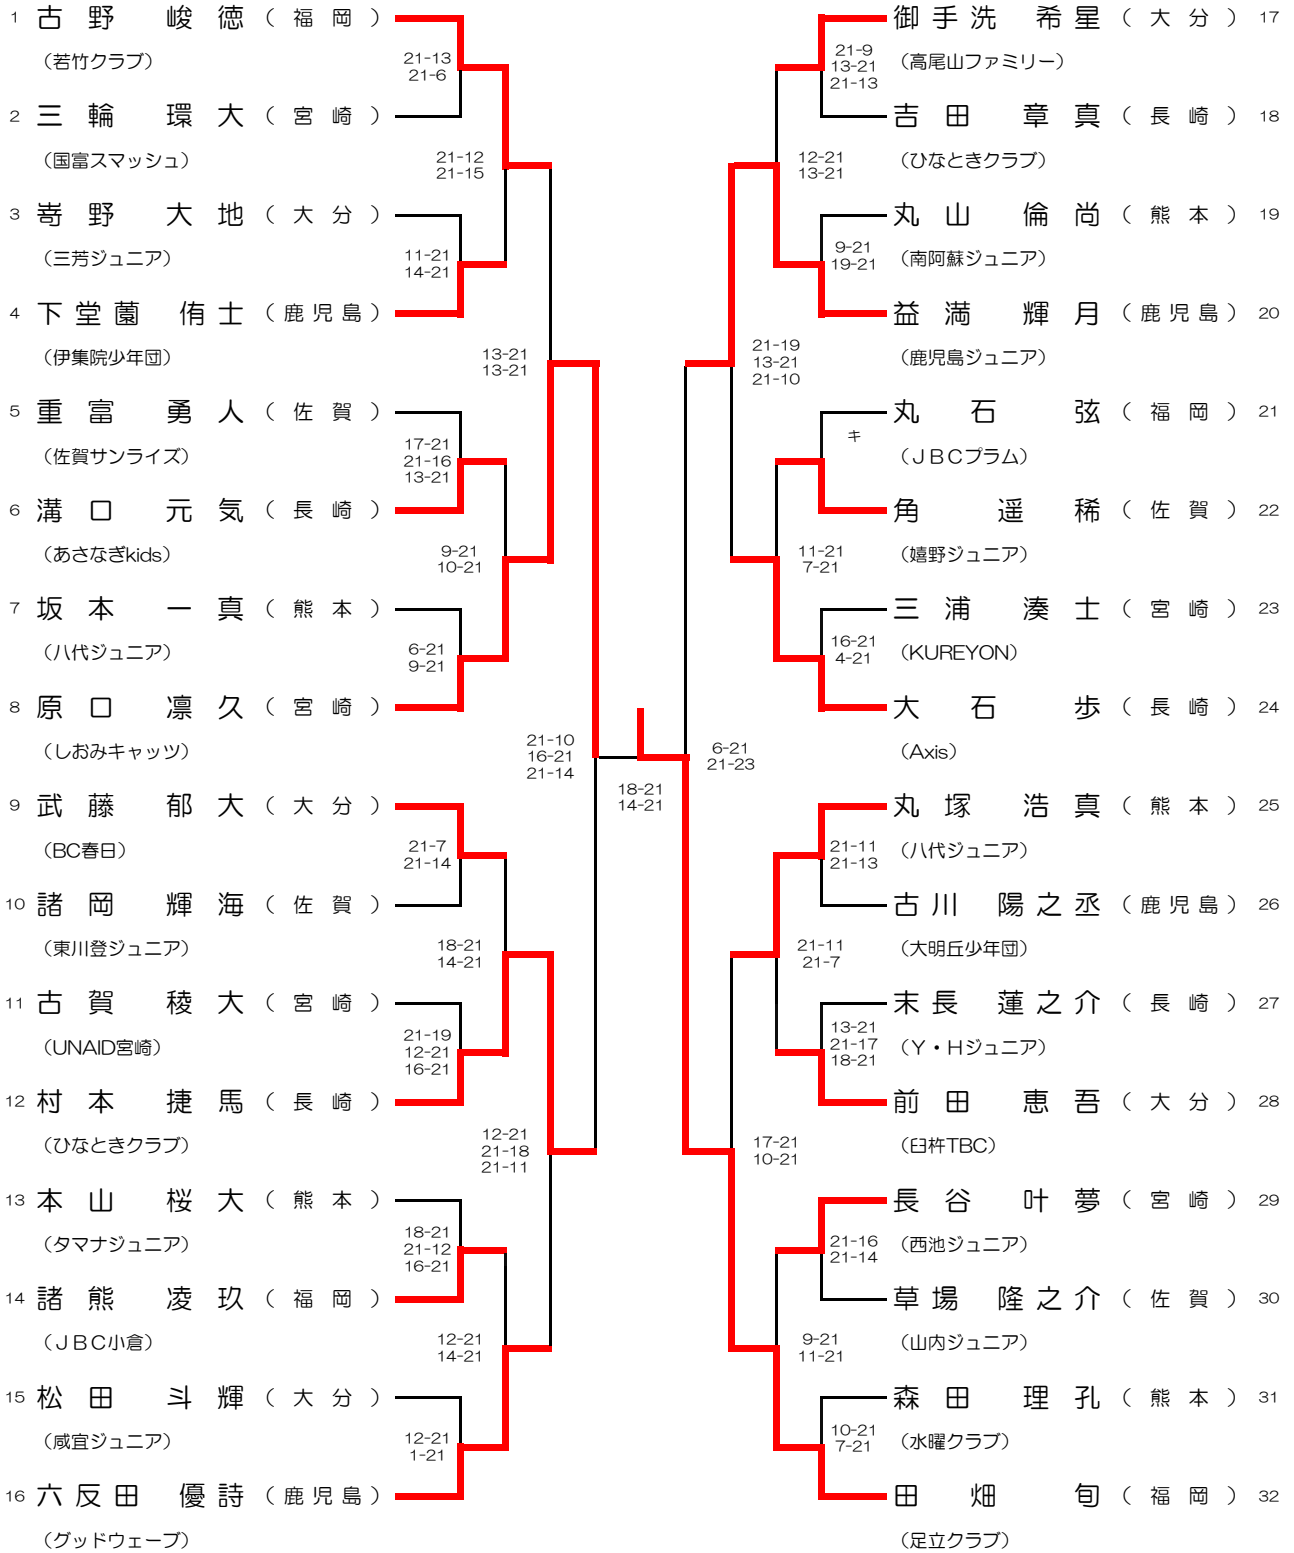 1 古野 峻徳 （福岡）
（若竹クラブ）
21-13
21-6
2 三輪 環大 （宮崎）
（国富スマッシュ）
21-12
21-15
3 嵜野 大地 （大分）
（三芳ジュニア）
11-21
14-21
4 下堂薗 侑士 （鹿児島）
（伊集院少年団）
13-21
13-21
5 重富 勇人 （佐賀）
（佐賀サンライズ）
17-21
21-16
13-21
6 溝口 元気 （長崎）
（あさなぎkids）
9-21
10-21
7 坂本 一真 （熊本）
（八代ジュニア）
6-21
9-21
8 原口 凛久 （宮崎）
（しおみキャッツ）
21-10
16-21
21-14
9 武藤 郁大 （大分）
（BC春日）
21-7
21-14
10 諸岡 輝海 （佐賀）
（東川登ジュニア）
18-21
14-21
11 古賀 稜大 （宮崎）
（UNAID宮崎）
21-19
12-21
16-21
12 村本 捷馬 （長崎）
（ひなときクラブ）
12-21
21-18
21-11
13 本山 桜大 （熊本）
（タマナジュニア）
18-21
21-12
16-21
14 諸熊 凌玖 （福岡）
（ＪＢＣ小倉）
12-21
14-21
15 松田 斗輝 （大分）
（咸宜ジュニア）
12-21
1-21
16 六反田 優詩 （鹿児島）
（グッドウェーブ）
18-21
14-21
御手洗 希星 （大分） 17
21-9
13-21
21-13
（高尾山ファミリー）
吉田 章真 （長崎） 18
（ひなときクラブ）
12-21
13-21
丸山 倫尚 （熊本） 19
9-21
19-21
（南阿蘇ジュニア）
益満 輝月 （鹿児島） 20
（鹿児島ジュニア）
21-19
13-21
21-10
丸石 弦 （福岡） 21
キ
（ＪＢＣプラム）
角 遥稀 （佐賀） 22
（嬉野ジュニア）
11-21
7-21
三浦 湊士 （宮崎） 23
16-21
4-21
（KUREYON）
大石 歩 （長崎） 24
（Axis）
6-21
21-23
丸塚 浩真 （熊本） 25
21-11
21-13
（八代ジュニア）
古川 陽之丞 （鹿児島） 26
（大明丘少年団）
21-11
21-7
末長 蓮之介 （長崎） 27
13-21
21-17
18-21
（Ｙ・Ｈジュニア）
前田 恵吾 （大分） 28
（臼杵TBC）
17-21
10-21
長谷 叶夢 （宮崎） 29
21-16
21-14
（西池ジュニア）
草場 隆之介 （佐賀） 30
（山内ジュニア）
9-21
11-21
森田 理孔 （熊本） 31
10-21
7-21
（水曜クラブ）
田畑 旬 （福岡） 32
（足立クラブ）